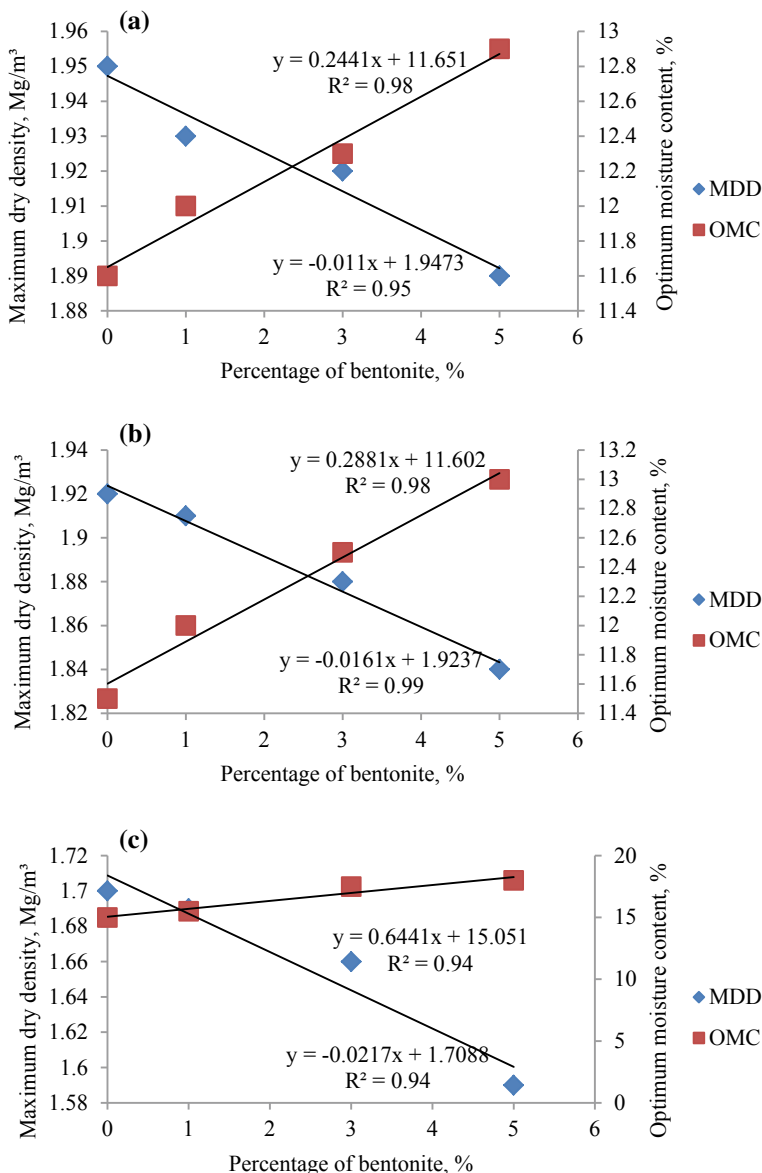 (a)
Maximum dry density, Mg/m³
1.96
1.95
1.94
1.93
1.92
1.91
1.9
1.89
1.88
y = 0.2441x + 11.651
R² = 0.98
y = -0.011x + 1.9473
R² = 0.95
13
12.8
12.6
12.4
12.2
12
11.8
11.6
11.4
Optimum moisture content, %
MDD
OMC
0 1 2 3 4 5 6
Percentage of bentonite, %
(b)
Maximum dry density, Mg/m³
1.94
1.92
1.9
1.88
1.86
1.84
1.82
y = 0.2881x + 11.602
R² = 0.98
y = -0.0161x + 1.9237
R² = 0.99
13.2
13
12.8
12.6
12.4
12.2
12
11.8
11.6
11.4
Optimum moisture content, %
MDD
OMC
0 1 2 3 4 5 6
Percentage of bentonite, %
(c)
Maximum dry density, Mg/m³
1.72
1.7
1.68
1.66
1.64
1.62
1.6
1.58
y = 0.6441x + 15.051
R² = 0.94
y = -0.0217x + 1.7088
R² = 0.94
20
15
10
5
0
Optimum moisture content, %
MDD
OMC
0 1 2 3 4 5 6
Percentage of bentonite, %